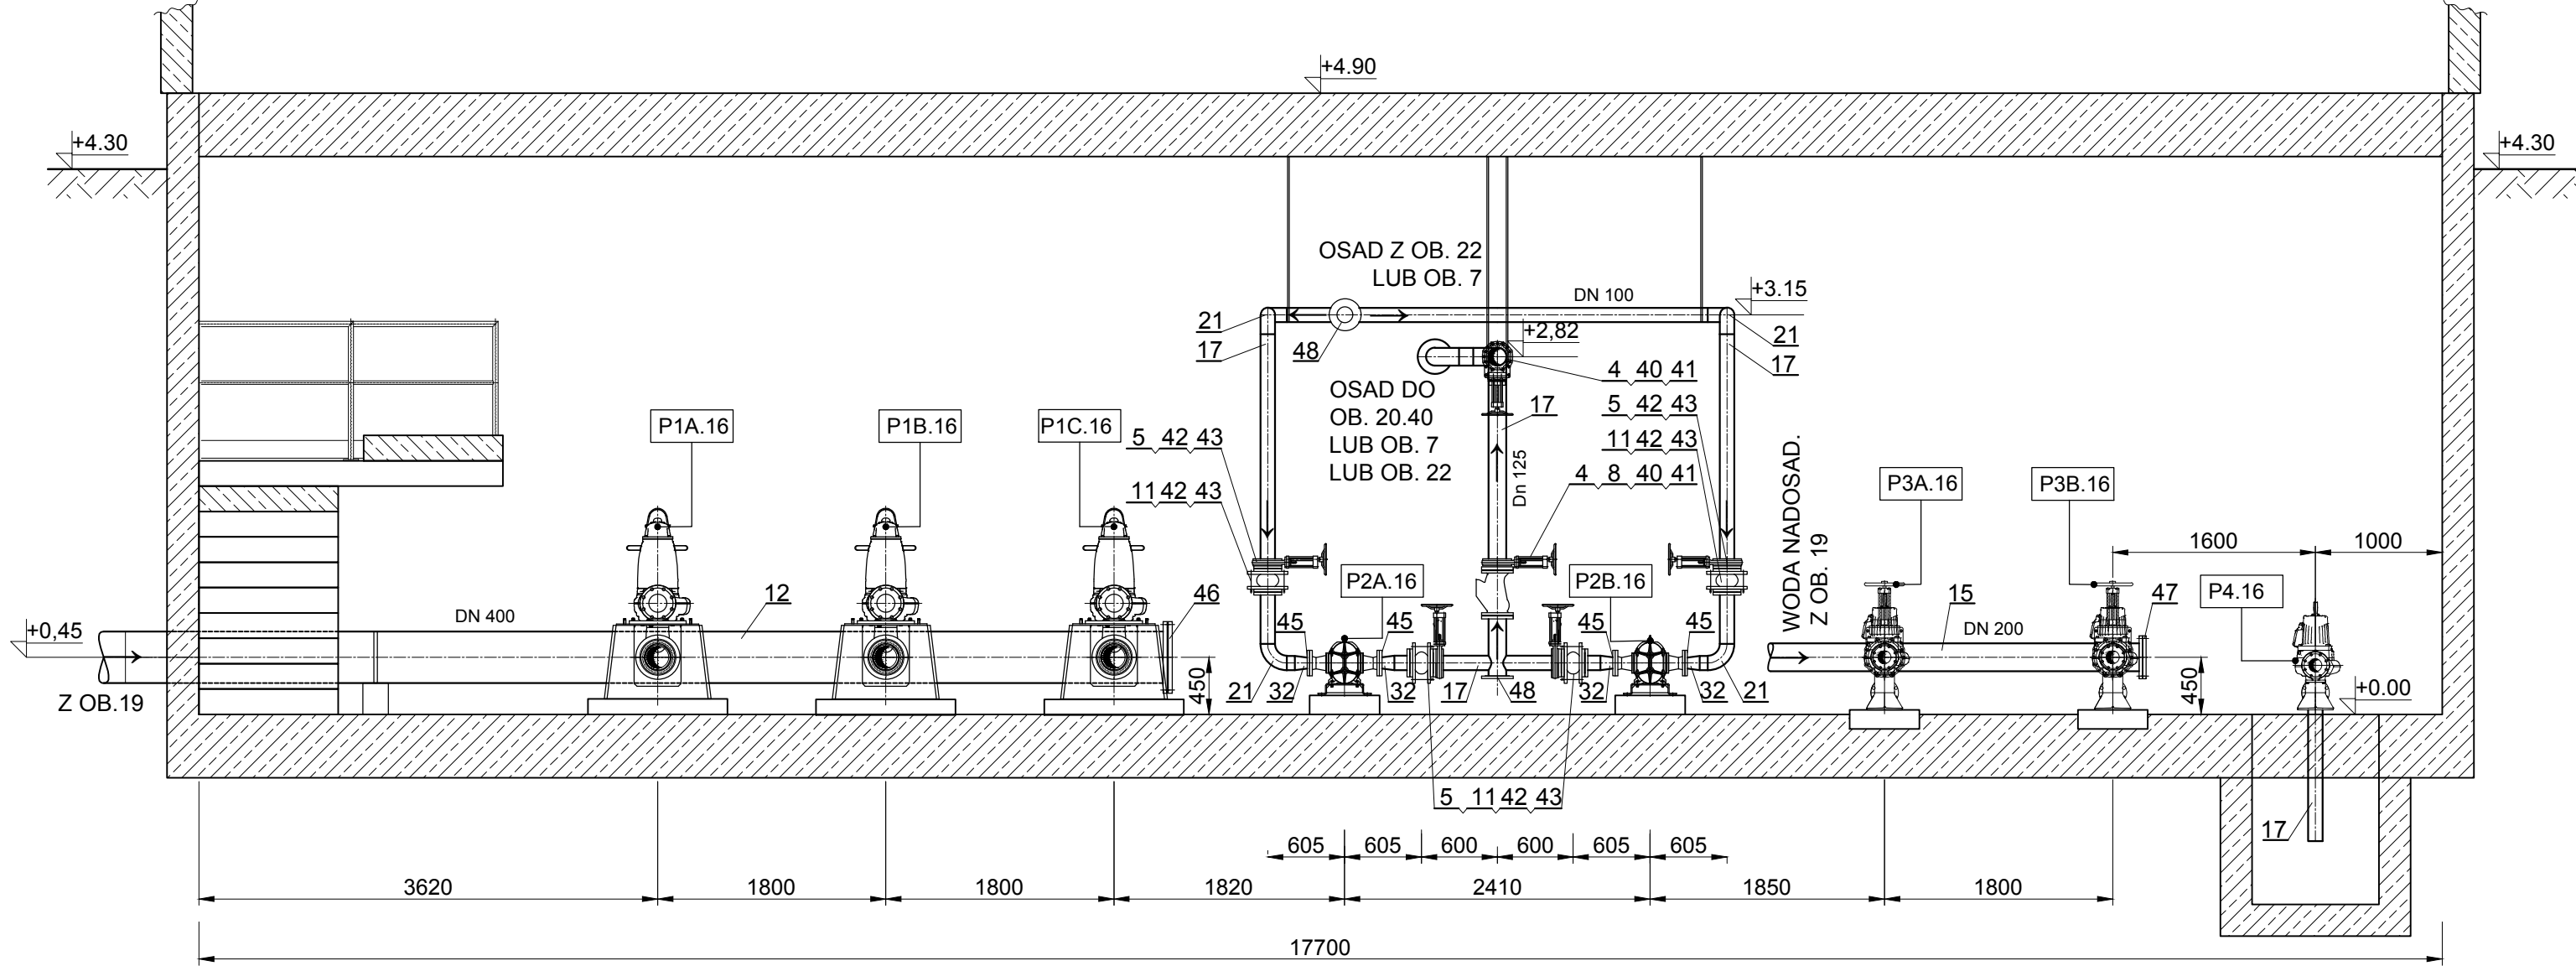 +4.90
+4.30
+4.30
OSAD Z OB. 22
LUB OB. 7
DN 100
+3.15
21
17
48
+2,82
21
17
4 40 41
OSAD DO
OB. 20.40
LUB OB. 7
LUB OB. 22
17
5 42 43
11 42 43
4 8 40 41
Dn 125
P1A.16
P1B.16
P1C.16
5 42 43
11 42 43
WODA NADOSAD.
Z OB. 19
P3A.16
P3B.16
1600
1000
P2A.16
P2B.16
P4.16
DN 400
12
46
45
45
45
45
15
DN 200
47
+0,45
Z OB.19
450
21
32
32
17
48
32
32
21
450
+0.00
5 11 42 43
17
605
605
600
600
605
605
3620
1800
1800
1820
2410
1850
1800
17700